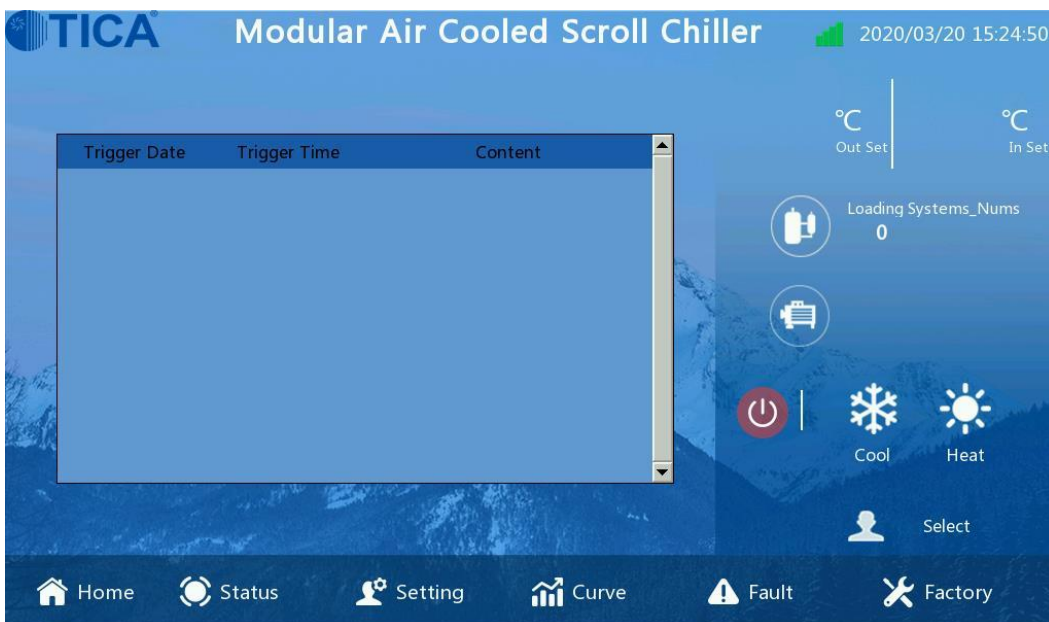 TICA
Modular Air Cooled Scroll Chiller
2020/03/20 15:24:50
℃
Out Set
℃
In Set
Trigger Date Trigger Time Content
Loading Systems_Nums
0
Cool
Heat
Select
Home Status Setting Curve Fault Factory